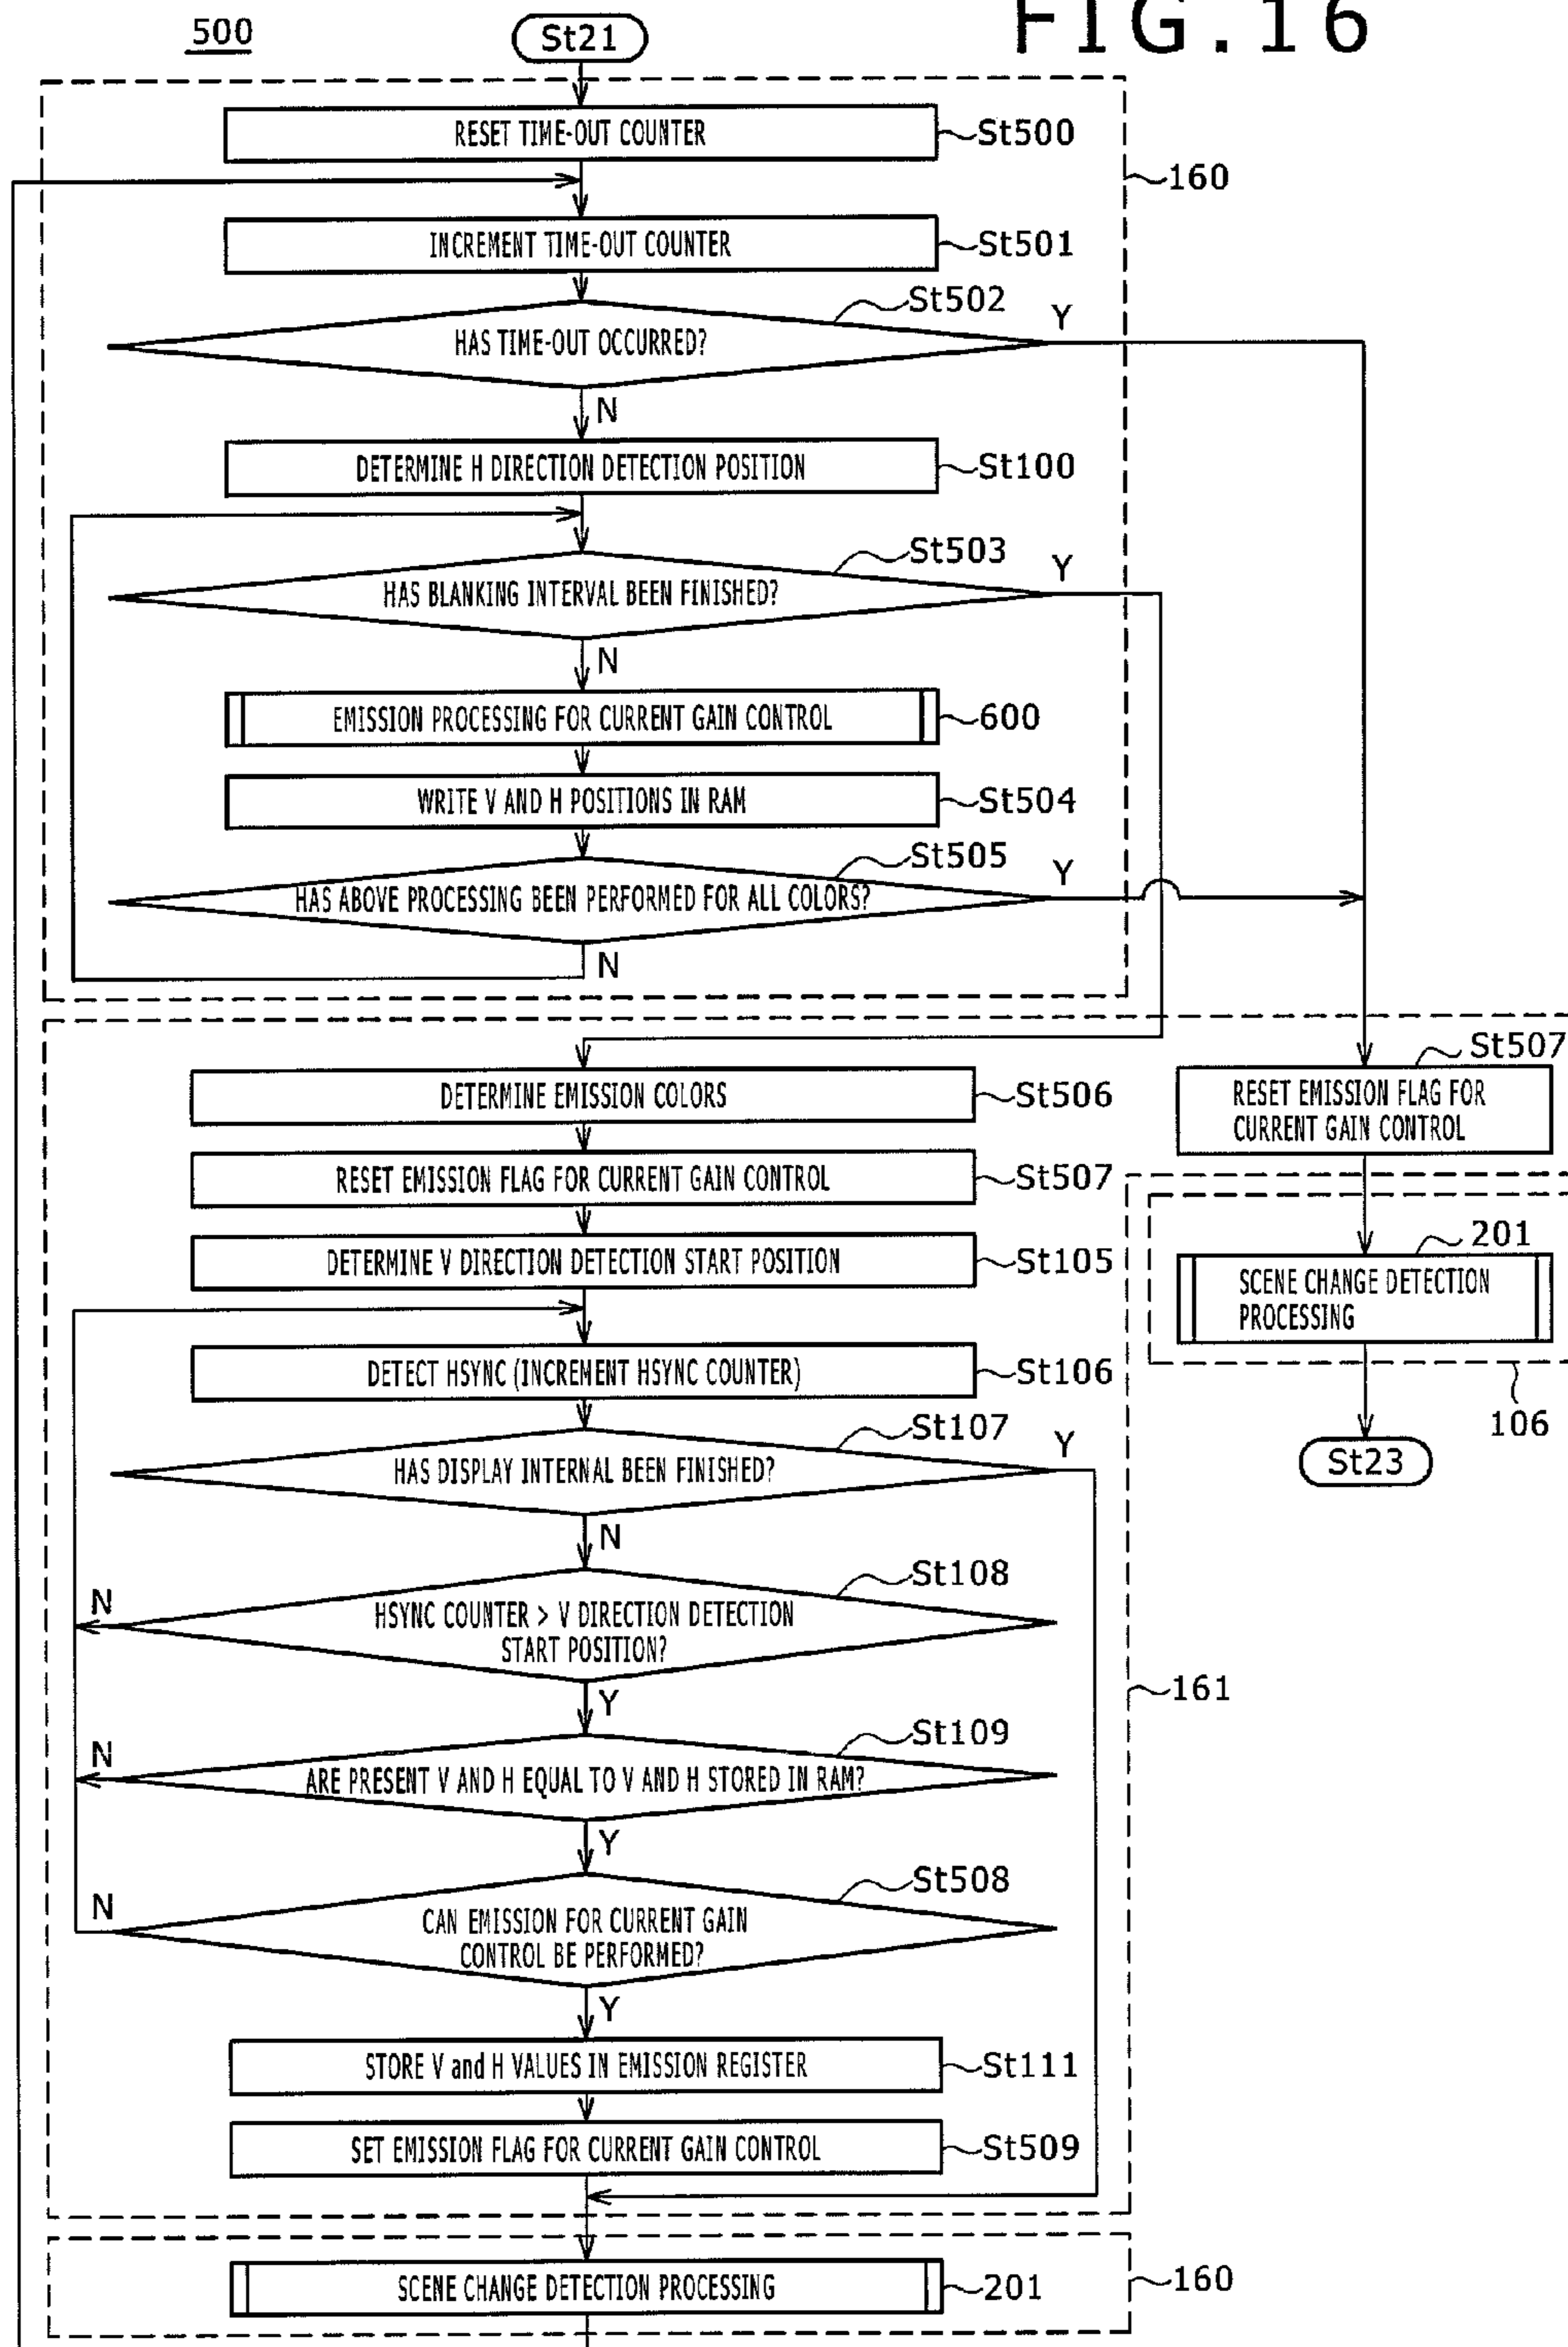 FIG.16
500
St21
RESET TIME-OUT COUNTER
St500
160
INCREMENT TIME-OUT COUNTER
St501
St502
HAS TIME-OUT OCCURRED?
Y
N
DETERMINE H DIRECTION DETECTION POSITION
St100
St503
HAS BLANKING INTERVAL BEEN FINISHED?
Y
N
EMISSION PROCESSING FOR CURRENT GAIN CONTROL
600
WRITE V AND H POSITIONS IN RAM
St504
St505
HAS ABOVE PROCESSING BEEN PERFORMED FOR ALL COLORS?
Y
N
St507
RESET EMISSION FLAG FOR
CURRENT GAIN CONTROL
DETERMINE EMISSION COLORS
St506
RESET EMISSION FLAG FOR CURRENT GAIN CONTROL
St507
201
SCENE CHANGE DETECTION
PROCESSING
106
St23
DETERMINE V DIRECTION DETECTION START POSITION
St105
DETECT HSYNC (INCREMENT HSYNC COUNTER)
St106
St107
HAS DISPLAY INTERNAL BEEN FINISHED?
Y
N
St108
N
HSYNC COUNTER > V DIRECTION DETECTION
START POSITION?
Y
161
St109
N
ARE PRESENT V AND H EQUAL TO V AND H STORED IN RAM?
Y
St508
N
CAN EMISSION FOR CURRENT GAIN
CONTROL BE PERFORMED?
Y
STORE V and H VALUES IN EMISSION REGISTER
St111
SET EMISSION FLAG FOR CURRENT GAIN CONTROL
St509
SCENE CHANGE DETECTION PROCESSING
201
160